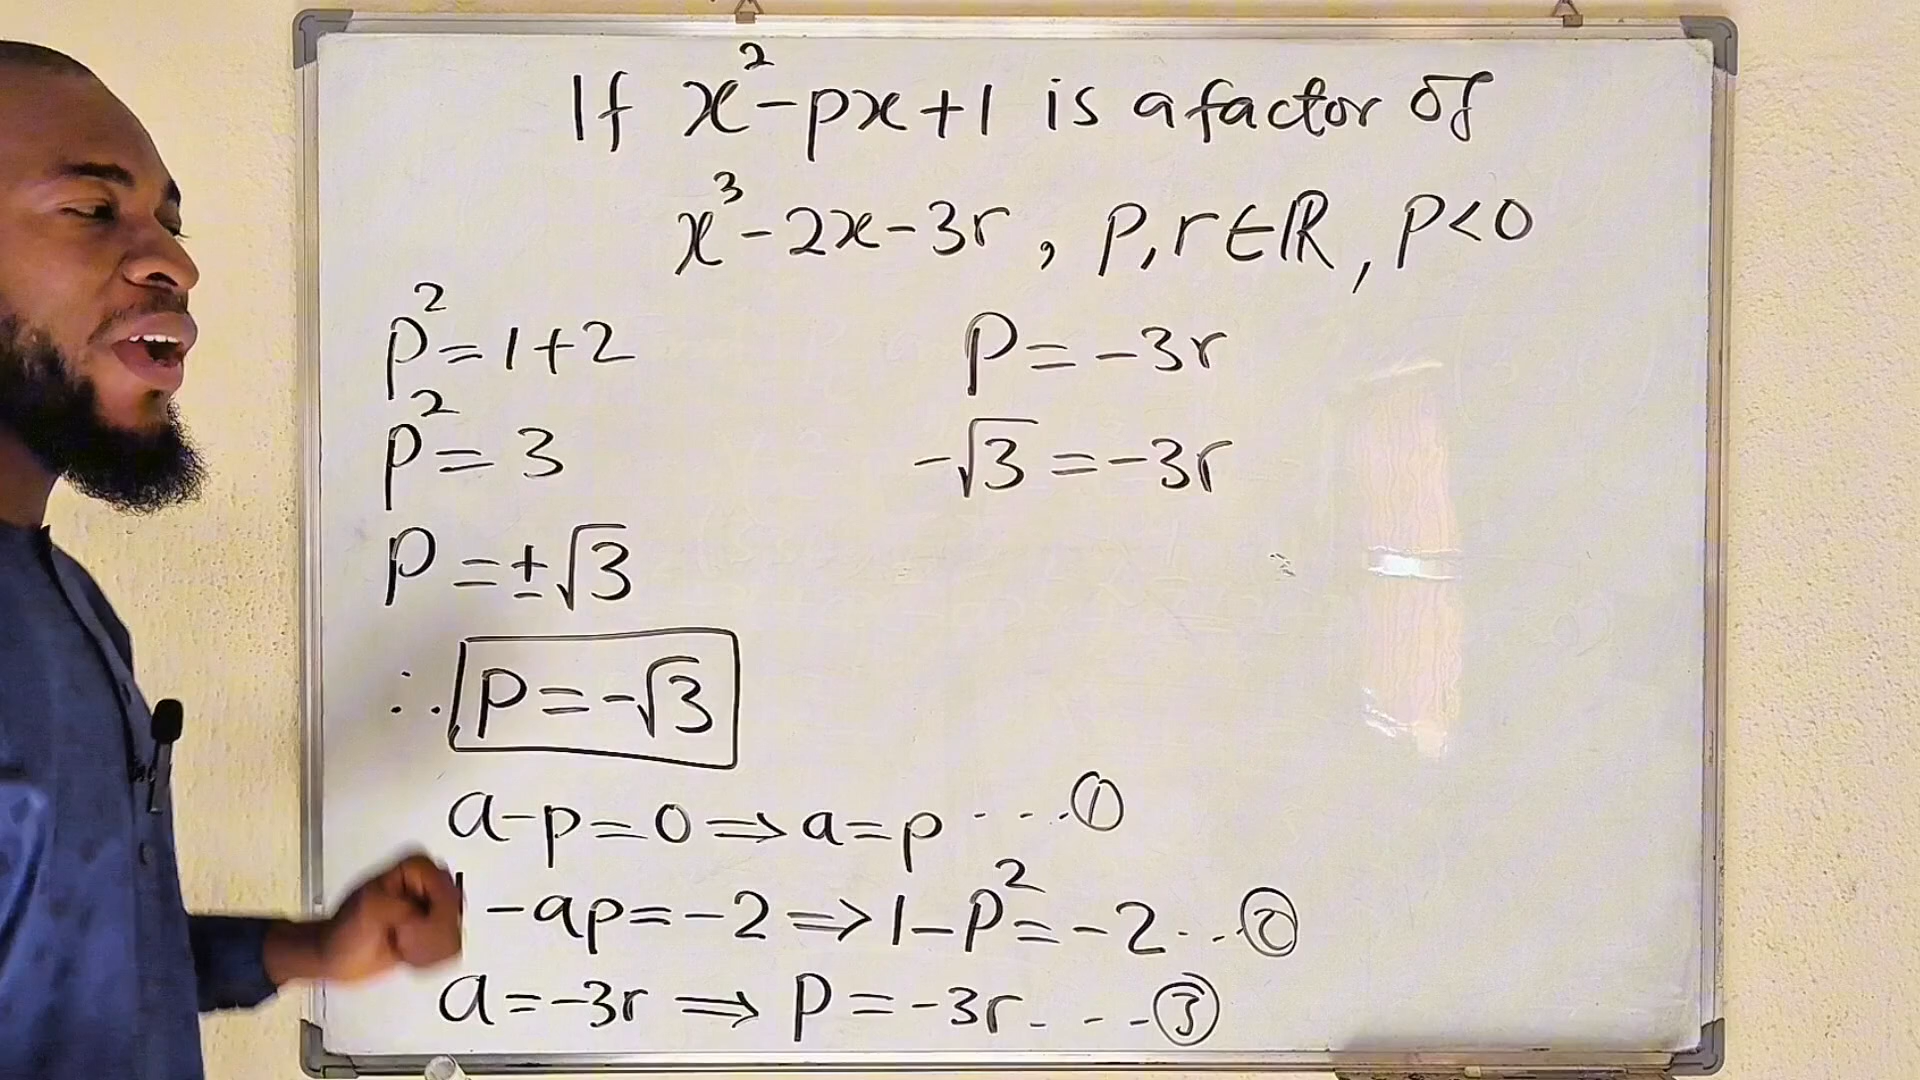 If x²-px+1 is a factor of
x³-2x-3r, p,r∈ℝ, p<0
p²=1+2
p²=3
p=±√3
∴ p=-√3
p=-3r
-√3=-3r
a-p=0⇒a=p ---①
1-ap=-2⇒1-p²=-2---②
a=-3r⇒p=-3r---③